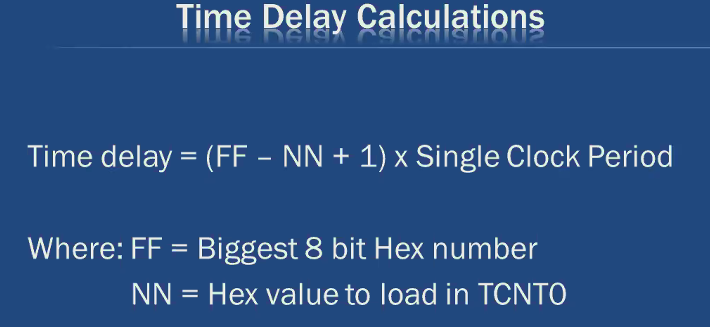 Time Delay Calculations
Time delay = (FF – NN + 1) x Single Clock Period
Where: FF = Biggest 8 bit Hex number
NN = Hex value to load in TCNT0